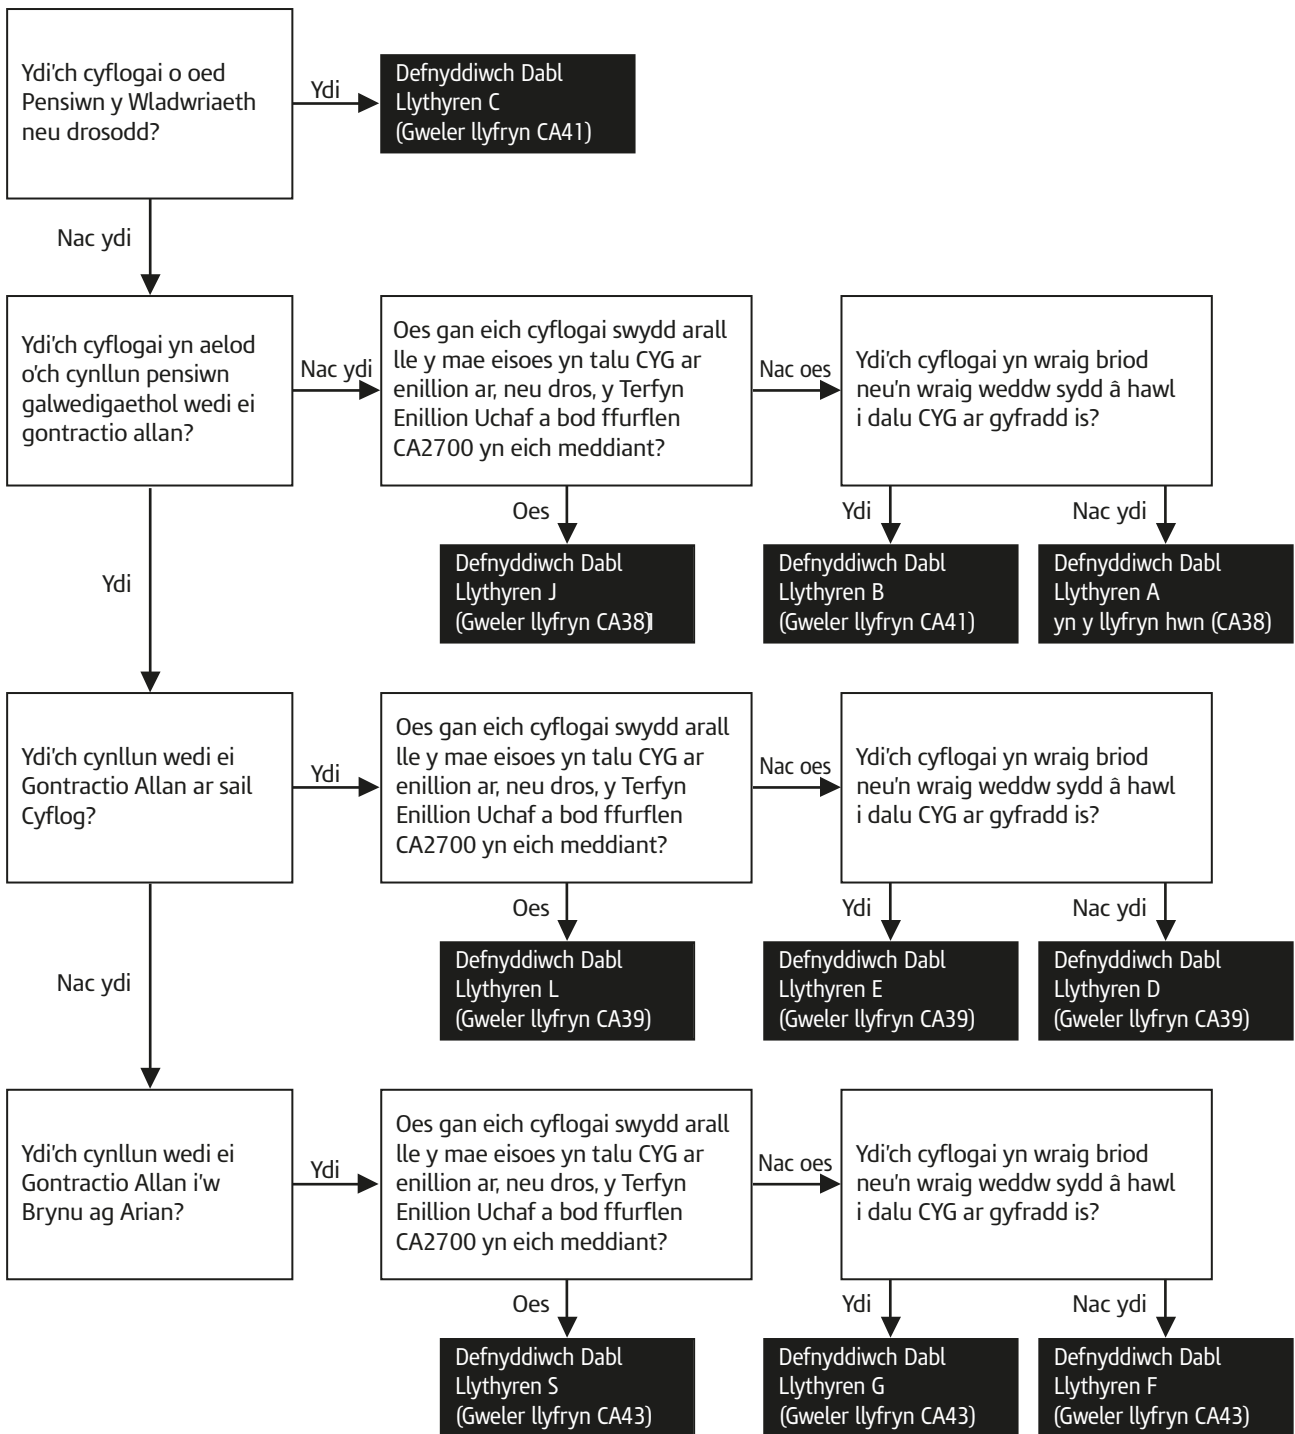 Ydi'ch cyflogai o oed
Pensiwn y Wladwriaeth
neu drosodd?
Ydi
Defnyddiwch Dabl
Llythyren C
(Gweler llyfryn CA41)
Nac ydi
Ydi'ch cyflogai yn aelod
o'ch cynllun pensiwn
galwedigaethol wedi ei
gontractio allan?
Nac ydi
Oes gan eich cyflogai swydd arall
lle y mae eisoes yn talu CYG ar
enillion ar, neu dros, y Terfyn
Enillion Uchaf a bod ffurflen
CA2700 yn eich meddiant?
Nac oes
Ydi'ch cyflogai yn wraig briod
neu'n wraig weddw sydd â hawl
i dalu CYG ar gyfradd is?
Oes
Ydi
Nac ydi
Defnyddiwch Dabl
Llythyren J
(Gweler llyfryn CA38)l
Defnyddiwch Dabl
Llythyren B
(Gweler llyfryn CA41)
Defnyddiwch Dabl
Llythyren A
yn y llyfryn hwn (CA38)
Ydi
Ydi'ch cynllun wedi ei
Gontractio Allan ar sail
Cyflog?
Ydi
Oes gan eich cyflogai swydd arall
lle y mae eisoes yn talu CYG ar
enillion ar, neu dros, y Terfyn
Enillion Uchaf a bod ffurflen
CA2700 yn eich meddiant?
Nac oes
Ydi'ch cyflogai yn wraig briod
neu'n wraig weddw sydd â hawl
i dalu CYG ar gyfradd is?
Oes
Ydi
Nac ydi
Defnyddiwch Dabl
Llythyren L
(Gweler llyfryn CA39)
Defnyddiwch Dabl
Llythyren E
(Gweler llyfryn CA39)
Defnyddiwch Dabl
Llythyren D
(Gweler llyfryn CA39)
Nac ydi
Ydi'ch cynllun wedi ei
Gontractio Allan i'w
Brynu ag Arian?
Ydi
Oes gan eich cyflogai swydd arall
lle y mae eisoes yn talu CYG ar
enillion ar, neu dros, y Terfyn
Enillion Uchaf a bod ffurflen
CA2700 yn eich meddiant?
Nac oes
Ydi'ch cyflogai yn wraig briod
neu'n wraig weddw sydd â hawl
i dalu CYG ar gyfradd is?
Oes
Ydi
Nac ydi
Defnyddiwch Dabl
Llythyren S
(Gweler llyfryn CA43)
Defnyddiwch Dabl
Llythyren G
(Gweler llyfryn CA43)
Defnyddiwch Dabl
Llythyren F
(Gweler llyfryn CA43)